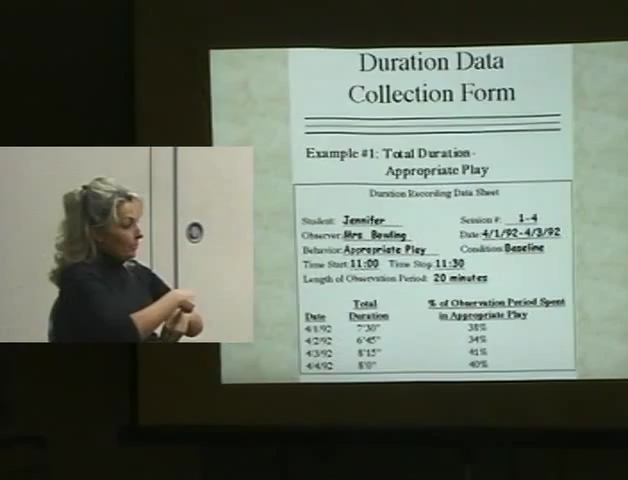 Duration Data
Collection Form
Example #1: Total Duration-
Appropriate Play
Duration Recording Data Sheet
Student: Jennifer Session #: 1-4
Observer: Mrs. Bowling Date: 4/1/92-4/3/92
Behavior: Appropriate Play Condition: Baseline
Time Start: 11:00 Time Stop: 11:30
Length of Observation Period: 20 minutes
Total % of Observation Period Spent
Date Duration in Appropriate Play
4/1/92 7'30" 38%
4/2/92 6'45" 34%
4/3/92 8'15" 41%
4/4/92 8'0" 40%